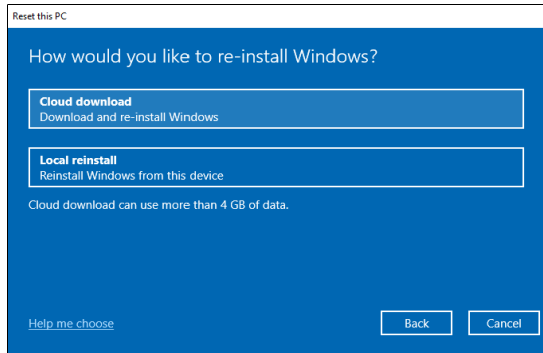 Reset this PC
How would you like to re-install Windows?
Cloud download
Download and re-install Windows
Local reinstall
Reinstall Windows from this device
Cloud download can use more than 4 GB of data.
Help me choose
Back
Cancel